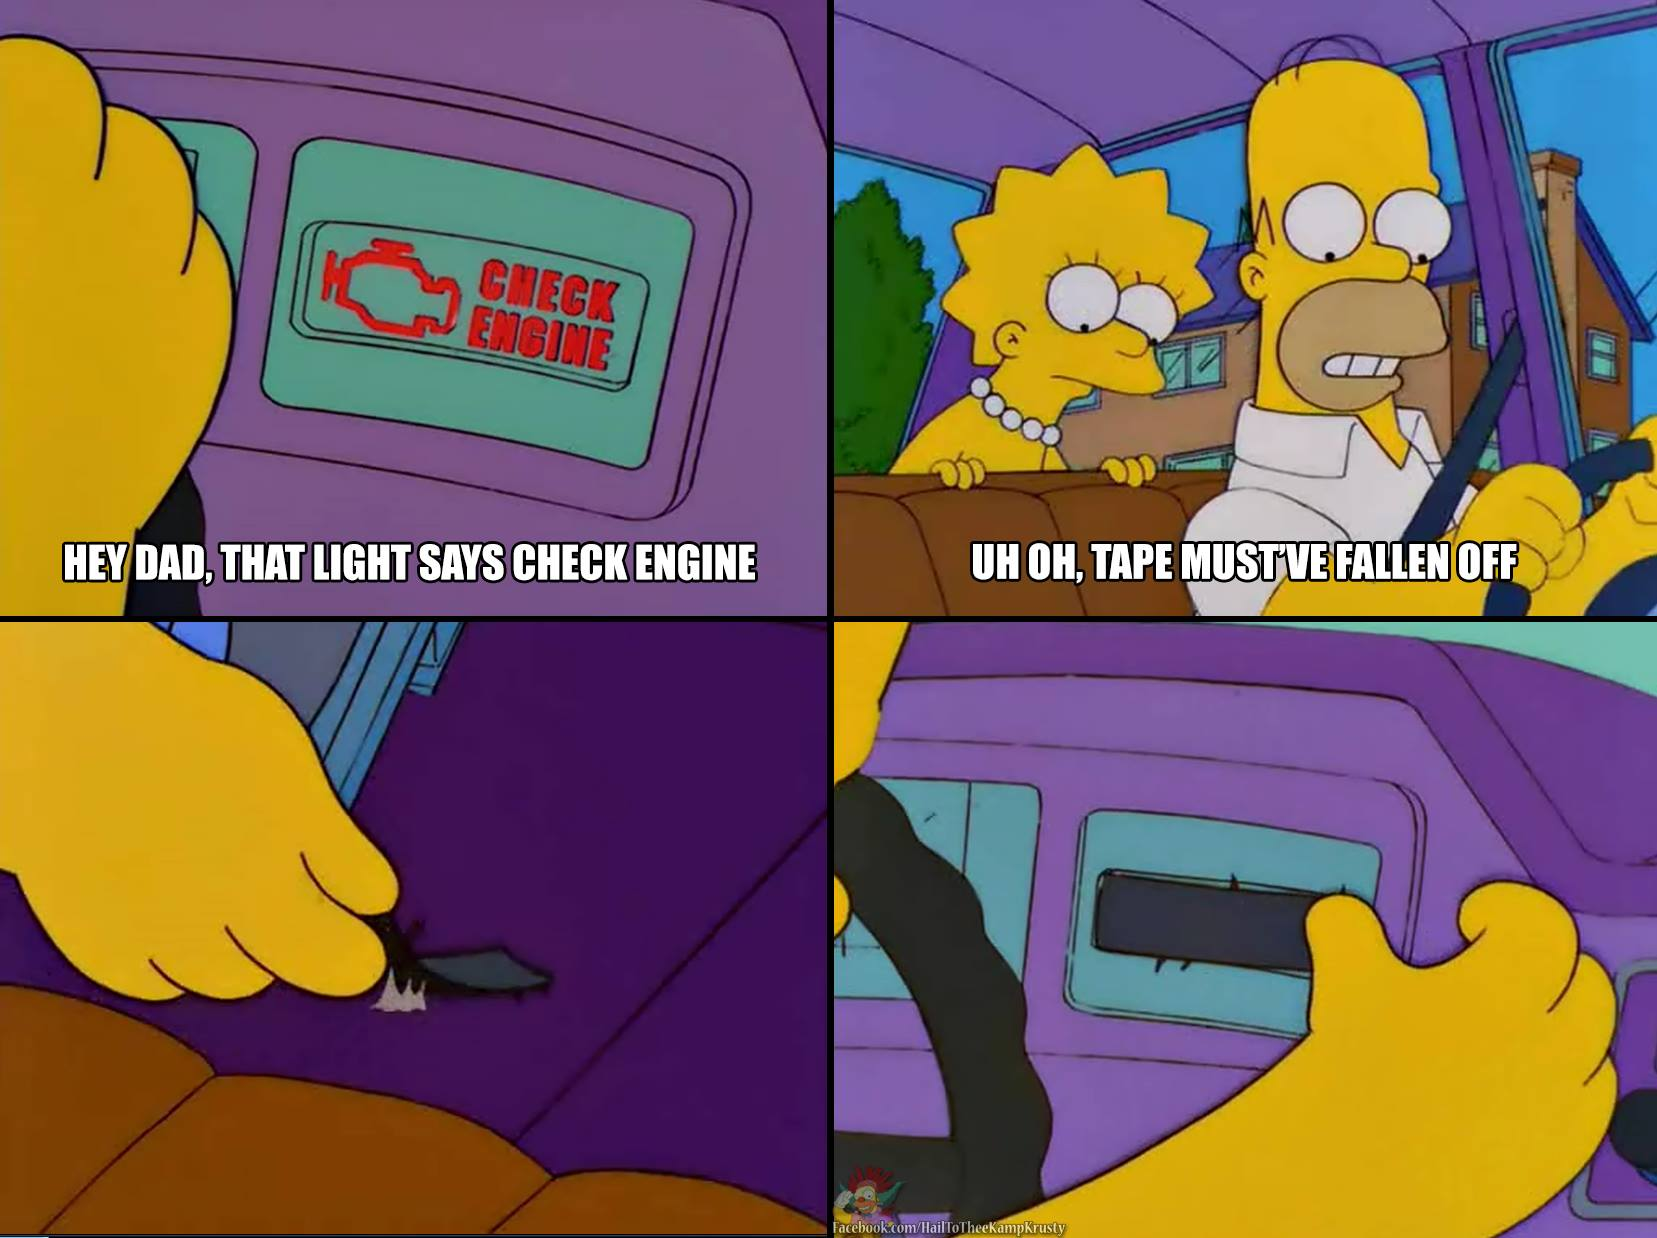 CHECK
ENGINE
HEY DAD, THAT LIGHT SAYS CHECK ENGINE
UH OH, TAPE MUST'VE FALLEN OFF
Facebook.com/HailToTheeKampKrusty